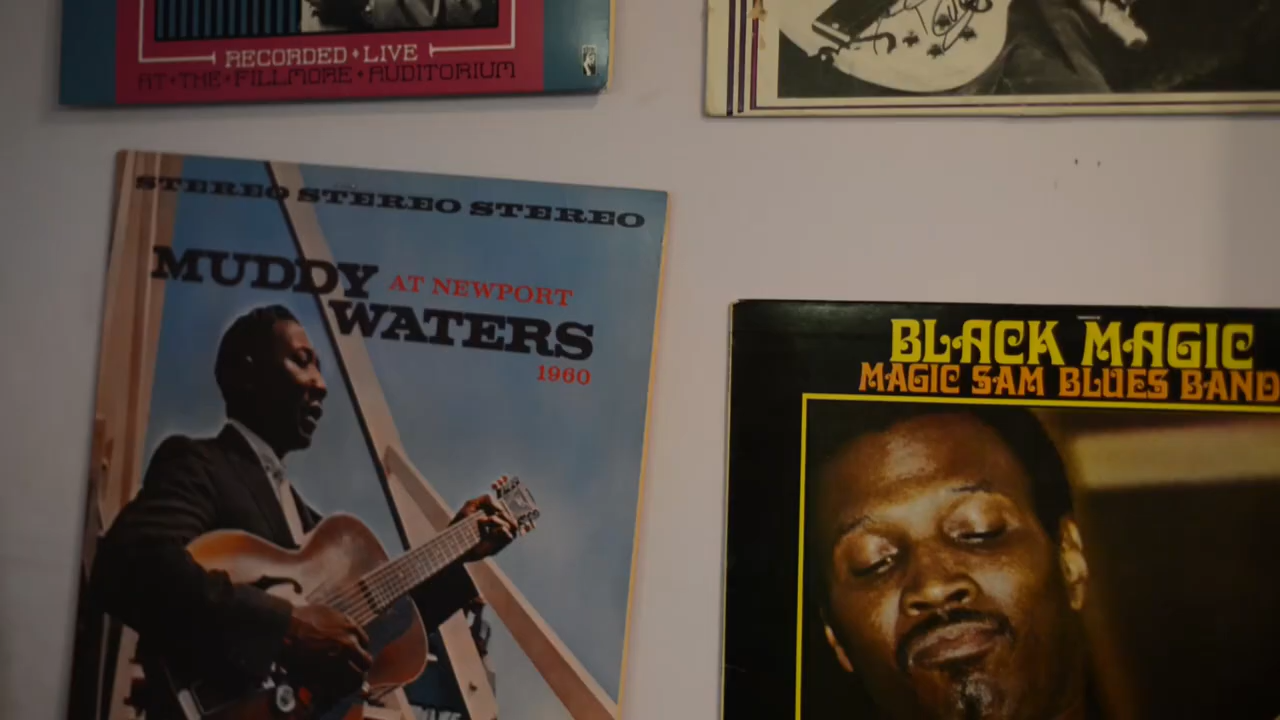 RECORDED LIVE
AT THE FILLMORE AUDITORIUM
STEREO STEREO STEREO
MUDDY AT NEWPORT
WATERS
1960
BLACK MAGIC
MAGIC SAM BLUES BAND